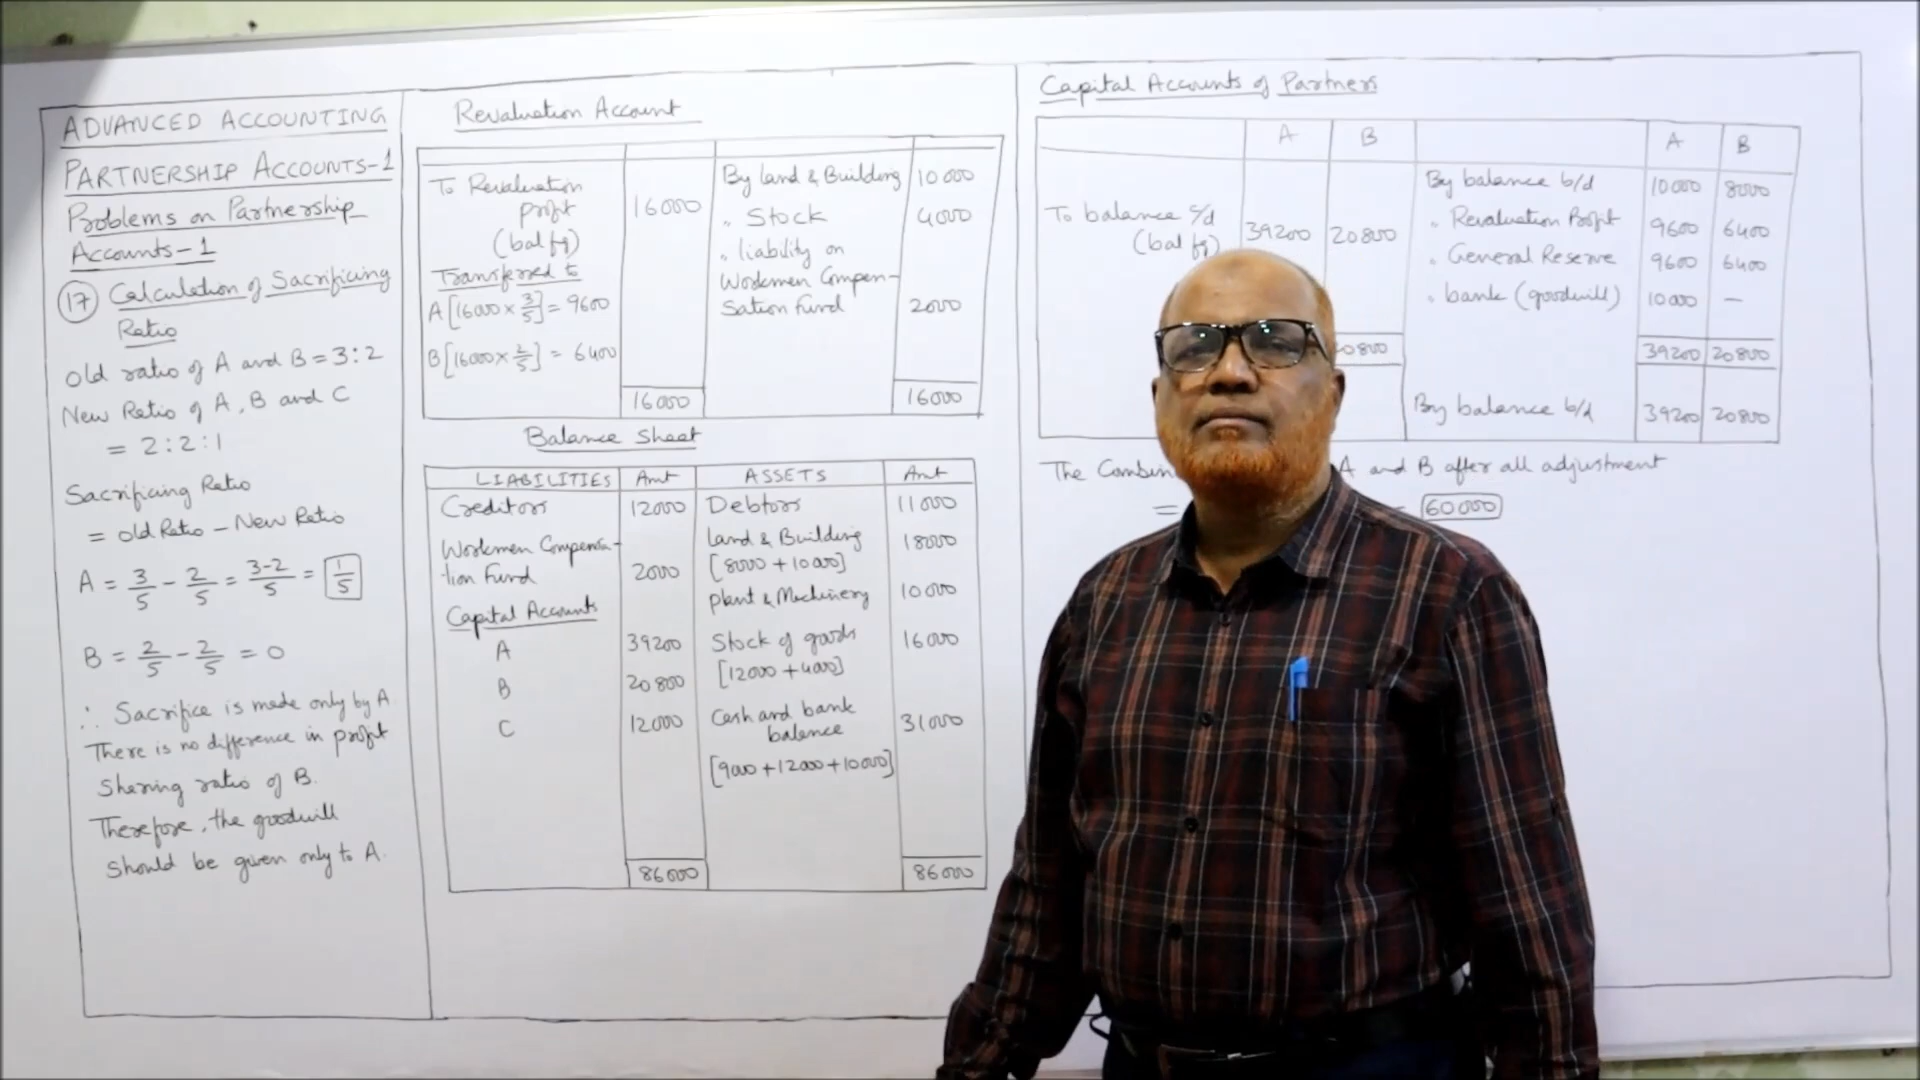 ADVANCED ACCOUNTING
PARTNERSHIP ACCOUNTS-1
Problems on Partnership
Accounts-1
17 Calculation of Sacrificing
Ratio
Old ratio of A and B = 3:2
New Ratio of A, B and C
= 2:2:1
Sacrificing Ratio
= Old Ratio - New Ratio
A = 3/5 - 2/5 = 3-2/5 = 1/5
B = 2/5 - 2/5 = 0
∴ Sacrifice is made only by A.
There is no difference in profit
sharing ratio of B.
Therefore, the goodwill
should be given only to A.
Revaluation Account
To Revaluation
profit 16000
(bal fg)
Transferred to
A [16000 × 3/5] = 9600
B [16000 × 2/5] = 6400
16000
By land & Building 10000
" Stock 4000
" liability on
Workmen Compen-
sation Fund 2000
16000
Balance Sheet
LIABILITIES Amt ASSETS Amt
Creditors 12000
Workmen Compensa-
tion Fund 2000
Capital Accounts
A 39200
B 20800
C 12000
86000
Debtors 11000
Land & Building 18000
[8000 + 10000]
Plant & Machinery 10000
Stock of goods 16000
[12000 + 4000]
Cash and bank
balance 31000
[9000 + 12000 + 10000]
86000
Capital Accounts of Partners
A B A B
To balance c/d 39200 20800
(bal fg)
20800
By balance b/d 10000 8000
" Revaluation Profit 9600 6400
" General Reserve 9600 6400
" bank (goodwill) 10000 —
39200 20800
By balance b/d 39200 20800
The A and B after all adjustment
= 60000